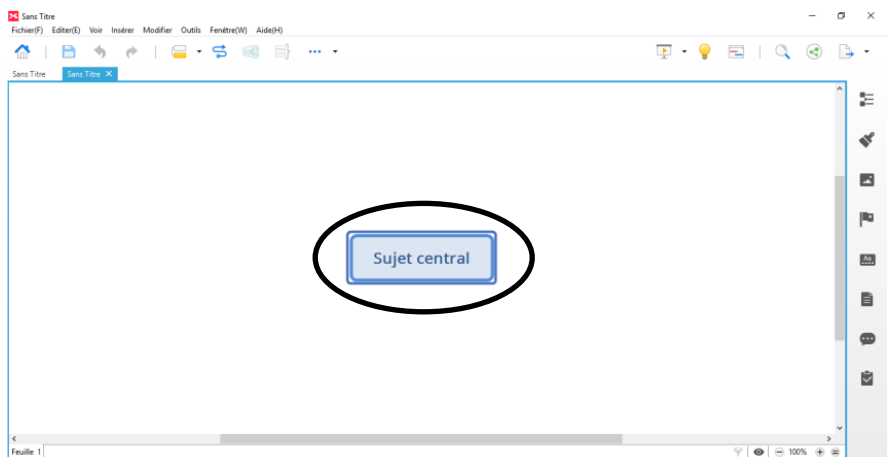 Sans Titre
Fichier(F) Editer(E) Voir Insérer Modifier Outils Fenêtre(W) Aide(H)
Sans Titre Sans Titre
Sujet central
Aa
Feuille 1 100%